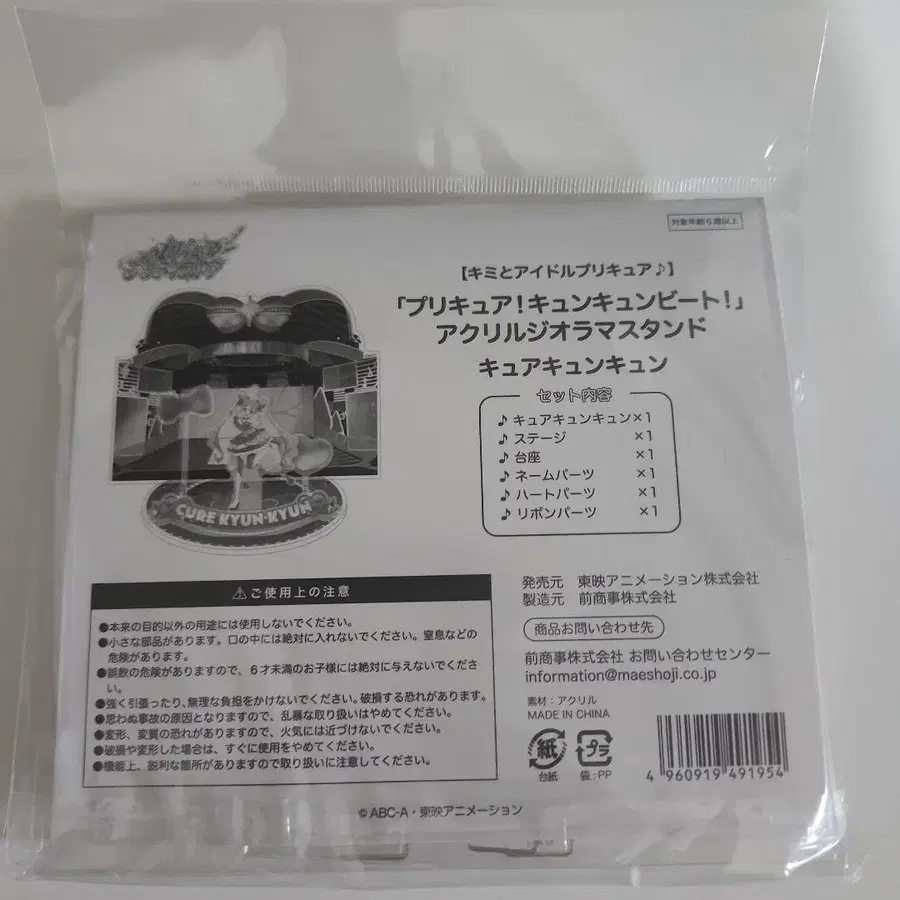 対象年齢6歳以上
【キミとアイドルプリキュア♪】
「プリキュア！キュンキュンビート！」
アクリルジオラマスタンド
キュアキュンキュン
セット内容
♪ キュアキュンキュン×1
♪ ステージ ×1
♪ 台座 ×1
♪ ネームパーツ ×1
♪ ハートパーツ ×1
♪ リボンパーツ ×1
CURE KYUN-KYUN
⚠ご使用上の注意
●本来の目的以外の用途には使用しないでください。
●小さな部品があります。口の中には絶対に入れないでください。窒息などの
危険があります。
●誤飲の危険がありますので、６才未満のお子様には絶対に与えないでくださ
い。
●強く引張ったり、無理な負担をかけないでください。破損する恐れがあります。
●思わぬ事故の原因となりますので、乱暴な取り扱いはやめてください。
●変形、変質の恐れがありますので、火気には近づけないでください。
●破損や変形した場合は、すぐに使用をやめてください。
●機能上、鋭利な箇所がありますので取り扱いに注意してください。
発売元 東映アニメーション株式会社
製造元 前商事株式会社
商品お問い合わせ先
前商事株式会社 お問い合わせセンター
information@maeshoji.co.jp
素材：アクリル
MADE IN CHINA
紙
台紙
プラ
袋：PP
4 960919 491954
©ABC-A・東映アニメーション